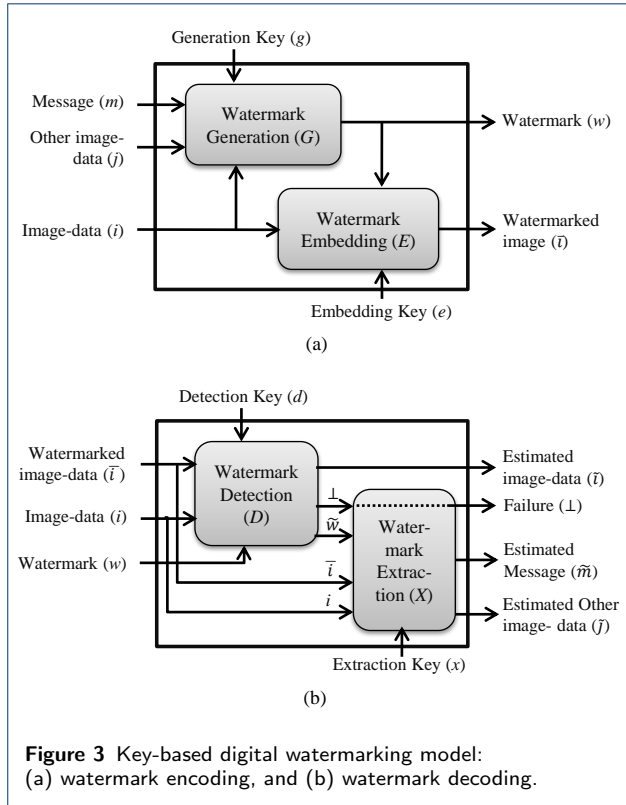 Generation Key (g)
Message (m)
Other image-
data (j)
Watermark
Generation (G)
Watermark (w)
Image-data (i)
Watermark
Embedding (E)
Watermarked
image (ī)
Embedding Key (e)
(a)
Detection Key (d)
Watermarked
image-data (ī)
Watermark
Detection
(D)
Estimated
image-data (ĩ)
Image-data (i)
⊥
Failure (⊥)
w̃
Water-
mark
Extrac-
tion (X)
Watermark (w)
ī
Estimated
Message (m̃)
i
Estimated Other
image- data (j̃)
Extraction Key (x)
(b)
Figure 3 Key-based digital watermarking model:
(a) watermark encoding, and (b) watermark decoding.